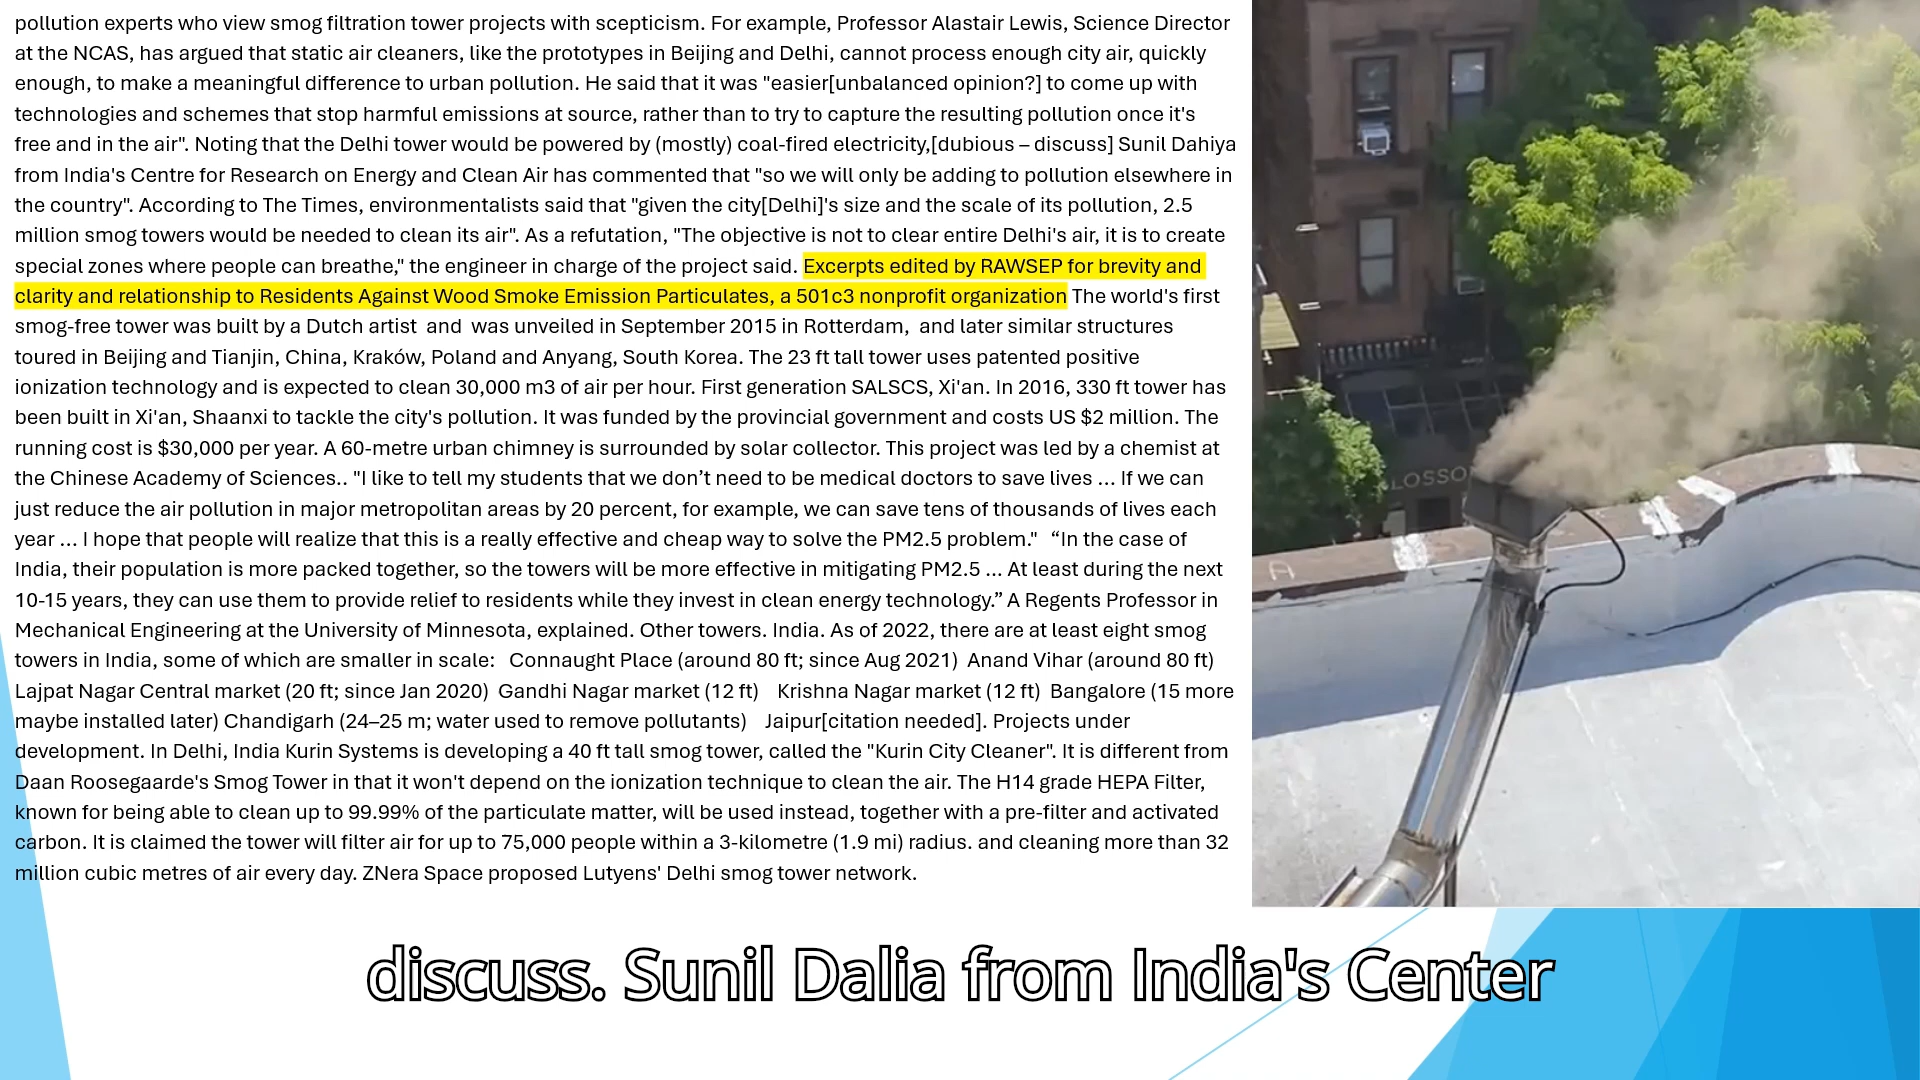 pollution experts who view smog filtration tower projects with scepticism. For example, Professor Alastair Lewis, Science Director
at the NCAS, has argued that static air cleaners, like the prototypes in Beijing and Delhi, cannot process enough city air, quickly
enough, to make a meaningful difference to urban pollution. He said that it was "easier[unbalanced opinion?] to come up with
technologies and schemes that stop harmful emissions at source, rather than to try to capture the resulting pollution once it's
free and in the air". Noting that the Delhi tower would be powered by (mostly) coal-fired electricity,[dubious – discuss] Sunil Dahiya
from India's Centre for Research on Energy and Clean Air has commented that "so we will only be adding to pollution elsewhere in
the country". According to The Times, environmentalists said that "given the city[Delhi]'s size and the scale of its pollution, 2.5
million smog towers would be needed to clean its air". As a refutation, "The objective is not to clear entire Delhi's air, it is to create
special zones where people can breathe," the engineer in charge of the project said. Excerpts edited by RAWSEP for brevity and
clarity and relationship to Residents Against Wood Smoke Emission Particulates, a 501c3 nonprofit organization The world's first
smog-free tower was built by a Dutch artist  and  was unveiled in September 2015 in Rotterdam,  and later similar structures
toured in Beijing and Tianjin, China, Kraków, Poland and Anyang, South Korea. The 23 ft tall tower uses patented positive
ionization technology and is expected to clean 30,000 m3 of air per hour. First generation SALSCS, Xi'an. In 2016, 330 ft tower has
been built in Xi'an, Shaanxi to tackle the city's pollution. It was funded by the provincial government and costs US $2 million. The
running cost is $30,000 per year. A 60-metre urban chimney is surrounded by solar collector. This project was led by a chemist at
the Chinese Academy of Sciences.. "I like to tell my students that we don’t need to be medical doctors to save lives ... If we can
just reduce the air pollution in major metropolitan areas by 20 percent, for example, we can save tens of thousands of lives each
year ... I hope that people will realize that this is a really effective and cheap way to solve the PM2.5 problem."  “In the case of
India, their population is more packed together, so the towers will be more effective in mitigating PM2.5 ... At least during the next
10-15 years, they can use them to provide relief to residents while they invest in clean energy technology.” A Regents Professor in
Mechanical Engineering at the University of Minnesota, explained. Other towers. India. As of 2022, there are at least eight smog
towers in India, some of which are smaller in scale:  Connaught Place (around 80 ft; since Aug 2021)  Anand Vihar (around 80 ft)
Lajpat Nagar Central market (20 ft; since Jan 2020)  Gandhi Nagar market (12 ft)   Krishna Nagar market (12 ft)  Bangalore (15 more
maybe installed later) Chandigarh (24–25 m; water used to remove pollutants)   Jaipur[citation needed]. Projects under
development. In Delhi, India Kurin Systems is developing a 40 ft tall smog tower, called the "Kurin City Cleaner". It is different from
Daan Roosegaarde's Smog Tower in that it won't depend on the ionization technique to clean the air. The H14 grade HEPA Filter,
known for being able to clean up to 99.99% of the particulate matter, will be used instead, together with a pre-filter and activated
carbon. It is claimed the tower will filter air for up to 75,000 people within a 3-kilometre (1.9 mi) radius. and cleaning more than 32
million cubic metres of air every day. ZNera Space proposed Lutyens' Delhi smog tower network.
LOSSO
discuss. Sunil Dalia from India's Center